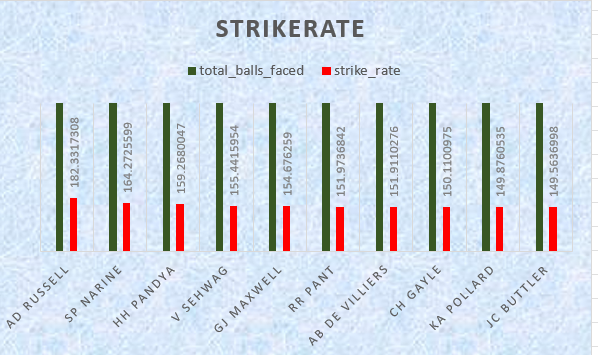 STRIKERATE
total_balls_faced strike_rate
182.3317308
164.2725599
159.2680047
155.4415954
154.676259
151.9736842
151.9110276
150.1100975
149.8760535
149.5636998
AD RUSSELL
SP NARINE
HH PANDYA
V SEHWAG
GJ MAXWELL
RR PANT
AB DE VILLIERS
CH GAYLE
KA POLLARD
JC BUTTLER